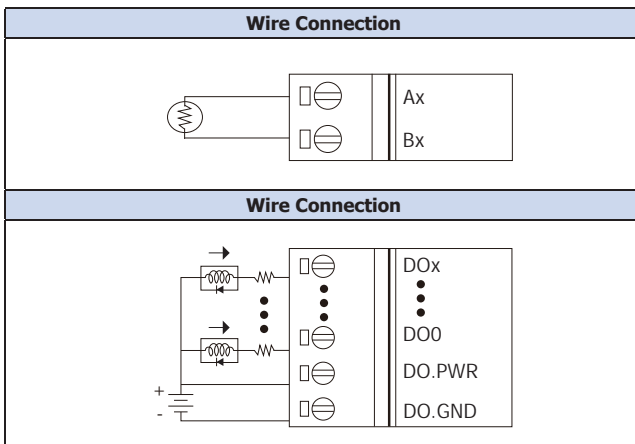 Wire Connection
Ax
Bx
Wire Connection
DOx
DO0
DO.PWR
DO.GND
+
-